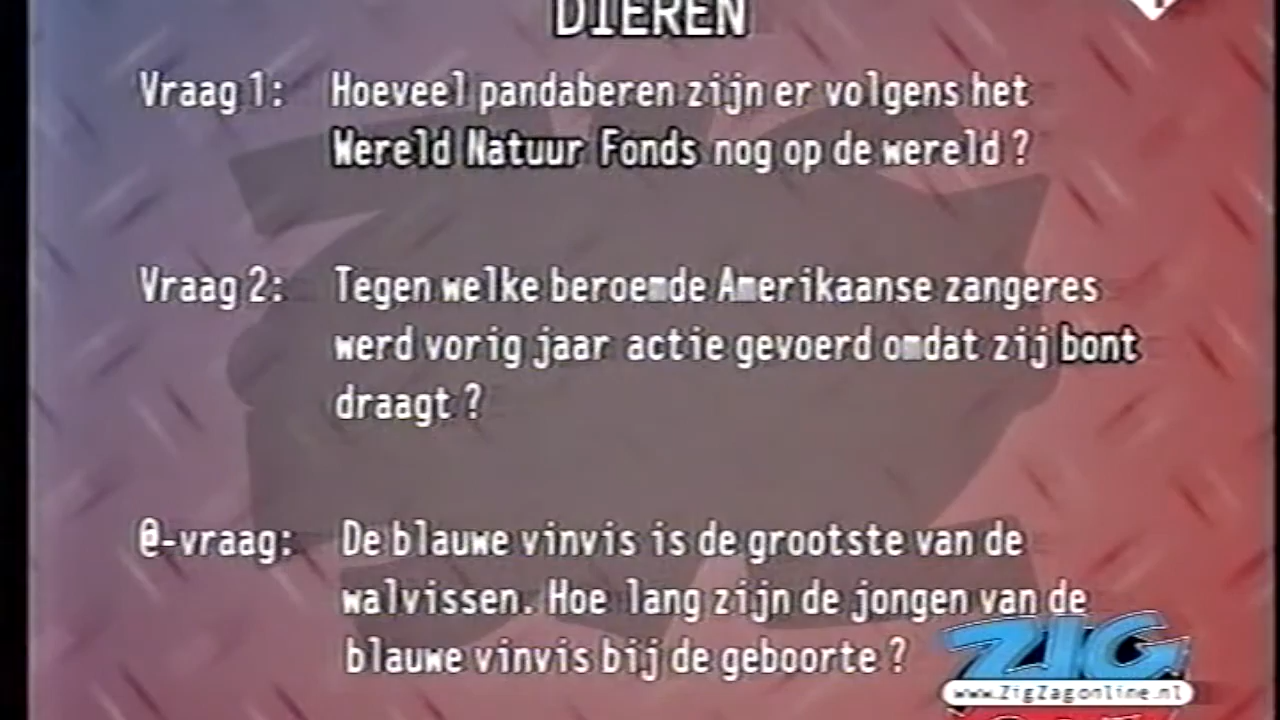 DIEREN
Vraag 1: Hoeveel pandaberen zijn er volgens het
Wereld Natuur Fonds nog op de wereld ?
Vraag 2: Tegen welke beroemde Amerikaanse zangeres
werd vorig jaar actie gevoerd omdat zij bont
draagt ?
@-vraag: De blauwe vinvis is de grootste van de
walvissen. Hoe lang zijn de jongen van de
blauwe vinvis bij de geboorte ?
ZIG
www.ZigZagonline.nl